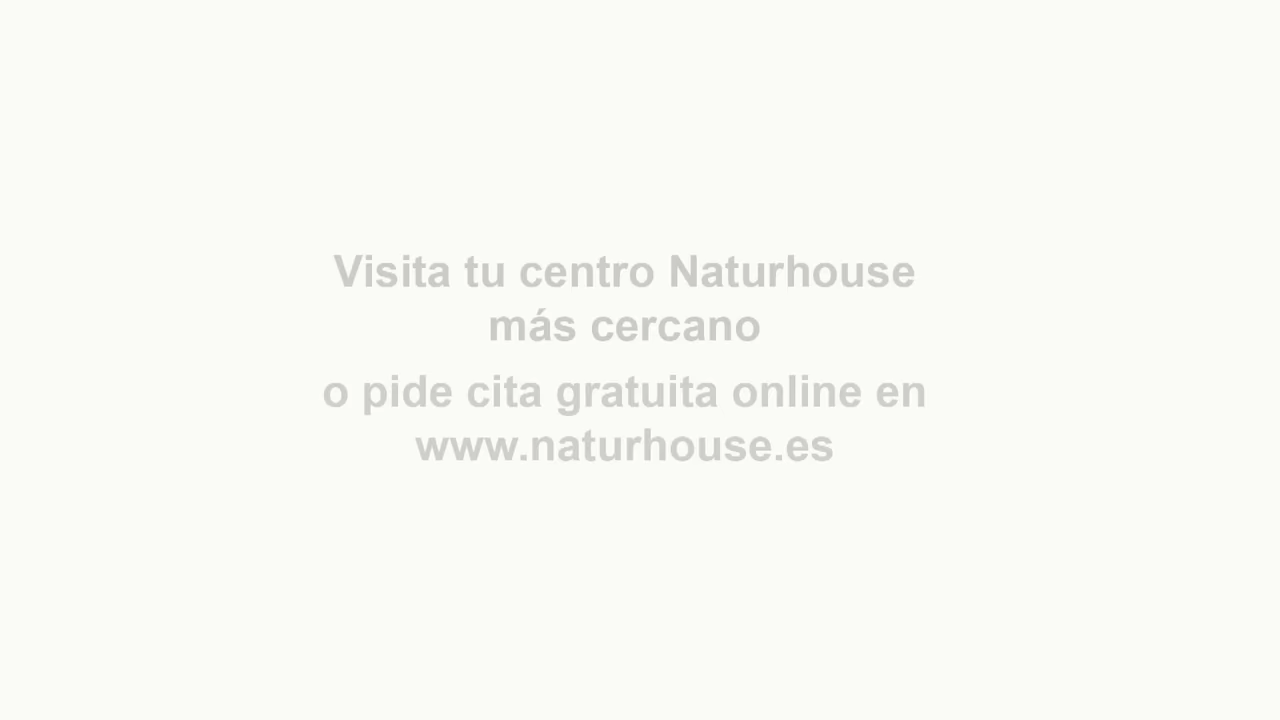 Visita tu centro Naturhouse
más cercano
o pide cita gratuita online en
www.naturhouse.es